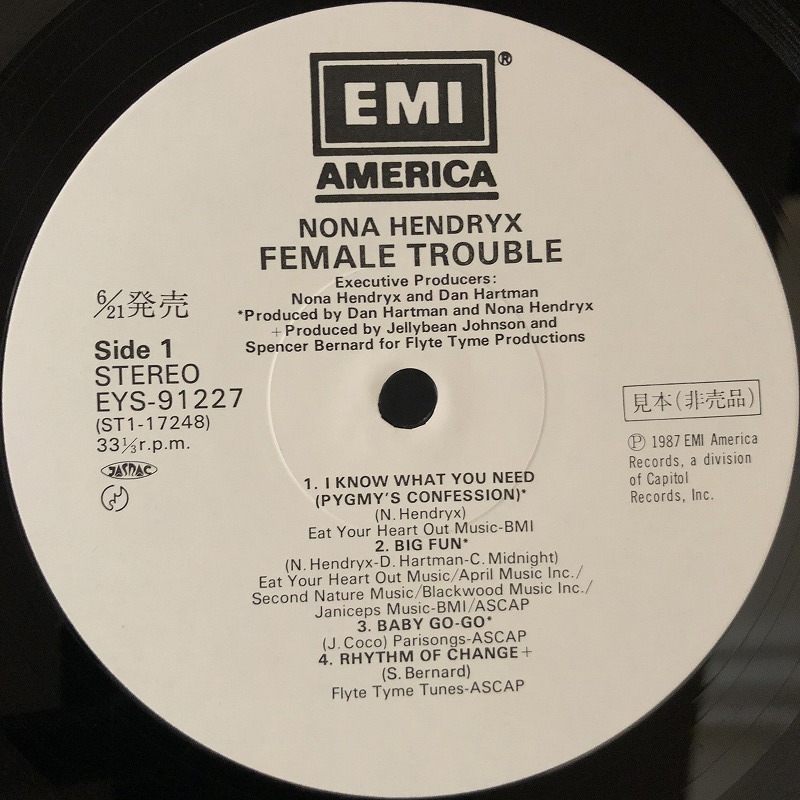 EMI®
AMERICA
NONA HENDRYX
FEMALE TROUBLE
Executive Producers:
Nona Hendryx and Dan Hartman
*Produced by Dan Hartman and Nona Hendryx
+Produced by Jellybean Johnson and
Spencer Bernard for Flyte Tyme Productions
6/21発売
Side 1
STEREO
EYS-91227
(ST1-17248)
33⅓r.p.m.
JASRAC
見本(非売品)
℗ 1987 EMI America
Records, a division
of Capitol
Records, Inc.
1. I KNOW WHAT YOU NEED
(PYGMY'S CONFESSION)*
(N. Hendryx)
Eat Your Heart Out Music-BMI
2. BIG FUN*
(N. Hendryx-D. Hartman-C. Midnight)
Eat Your Heart Out Music/April Music Inc./
Second Nature Music/Blackwood Music Inc./
Janiceps Music-BMI/ASCAP
3. BABY GO-GO*
(J. Coco) Parisongs-ASCAP
4. RHYTHM OF CHANGE+
(S. Bernard)
Flyte Tyme Tunes-ASCAP